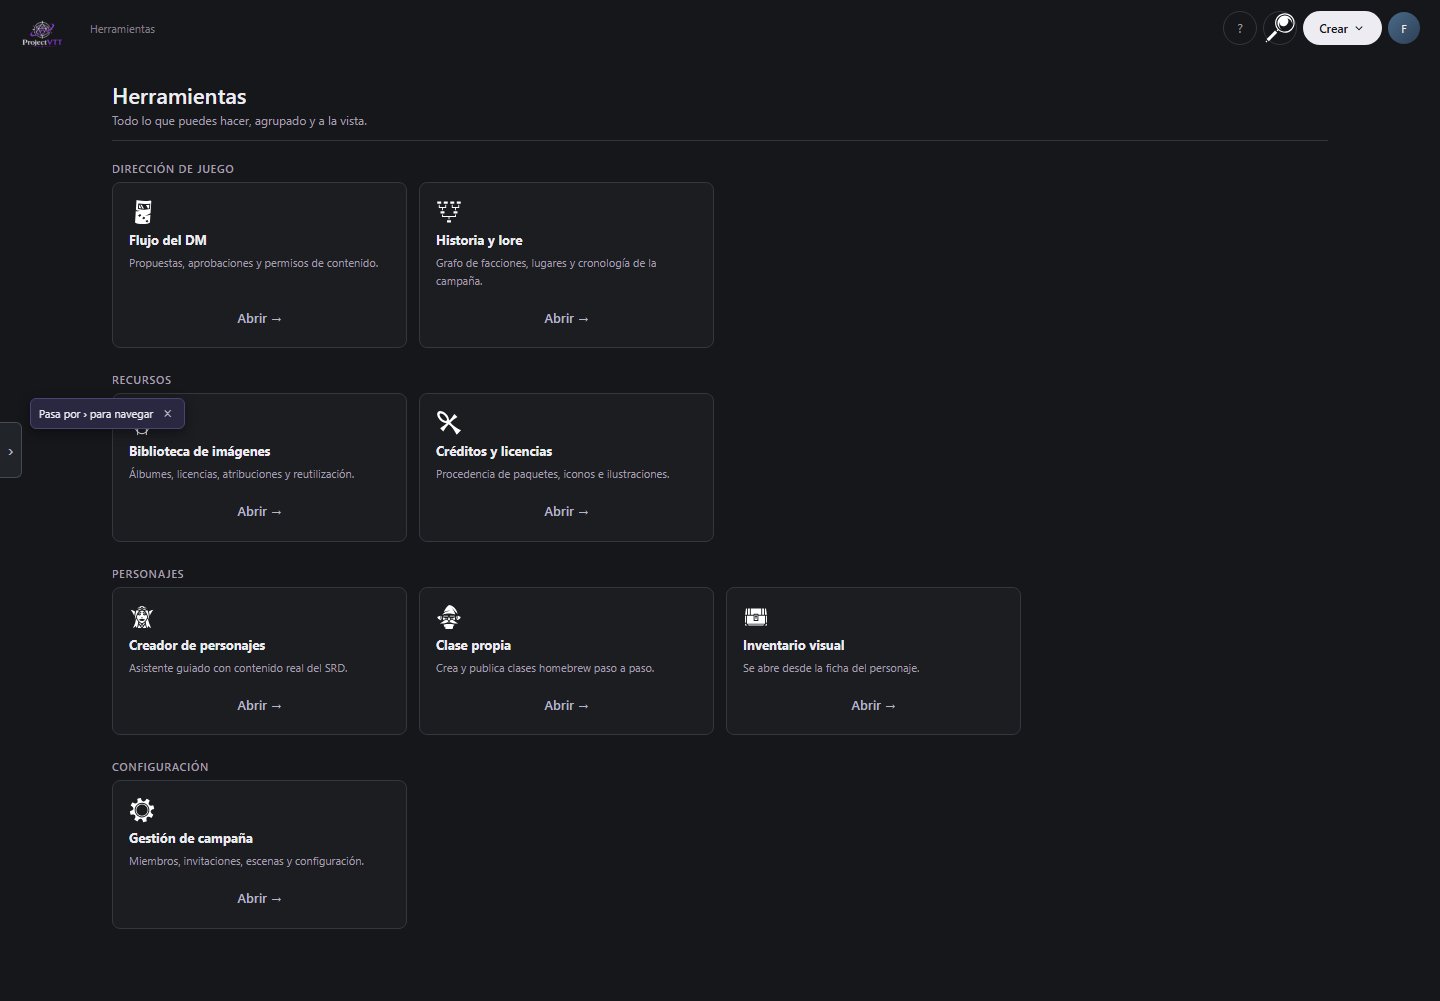 ProjectVTT
Herramientas
?
Crear
F
Herramientas
Todo lo que puedes hacer, agrupado y a la vista.
DIRECCIÓN DE JUEGO
Flujo del DM
Propuestas, aprobaciones y permisos de contenido.
Abrir →
Historia y lore
Grafo de facciones, lugares y cronología de la
campaña.
Abrir →
RECURSOS
Pasa por › para navegar ×
›
Biblioteca de imágenes
Álbumes, licencias, atribuciones y reutilización.
Abrir →
Créditos y licencias
Procedencia de paquetes, iconos e ilustraciones.
Abrir →
PERSONAJES
Creador de personajes
Asistente guiado con contenido real del SRD.
Abrir →
Clase propia
Crea y publica clases homebrew paso a paso.
Abrir →
Inventario visual
Se abre desde la ficha del personaje.
Abrir →
CONFIGURACIÓN
Gestión de campaña
Miembros, invitaciones, escenas y configuración.
Abrir →